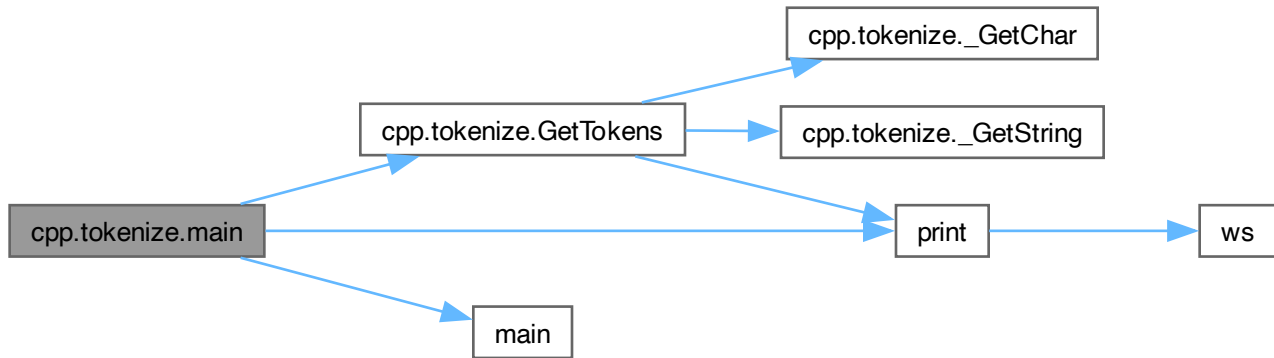 cpp.tokenize._GetChar
cpp.tokenize.GetTokens
cpp.tokenize._GetString
cpp.tokenize.main
print
ws
main